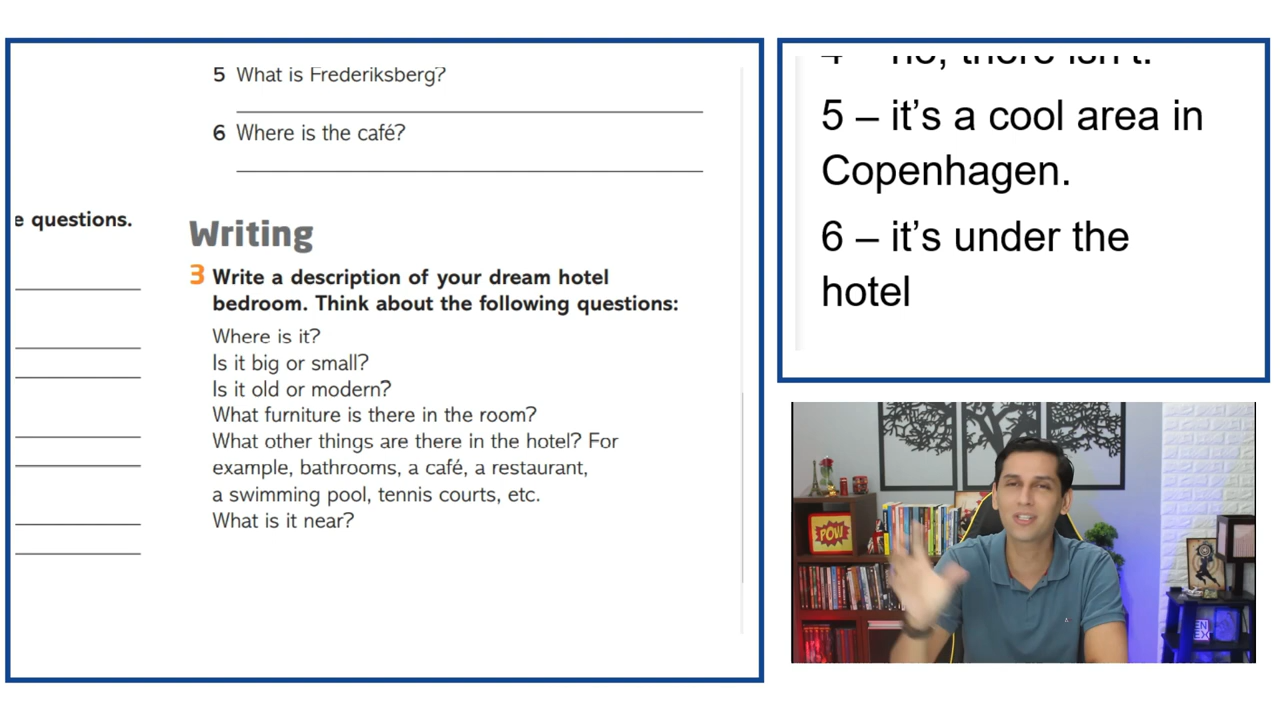 5 What is Frederiksberg?
6 Where is the café?
e questions.
Writing
3 Write a description of your dream hotel
bedroom. Think about the following questions:
Where is it?
Is it big or small?
Is it old or modern?
What furniture is there in the room?
What other things are there in the hotel? For
example, bathrooms, a café, a restaurant,
a swimming pool, tennis courts, etc.
What is it near?
4 – no, there isn't.
5 – it’s a cool area in
Copenhagen.
6 – it’s under the
hotel
POW